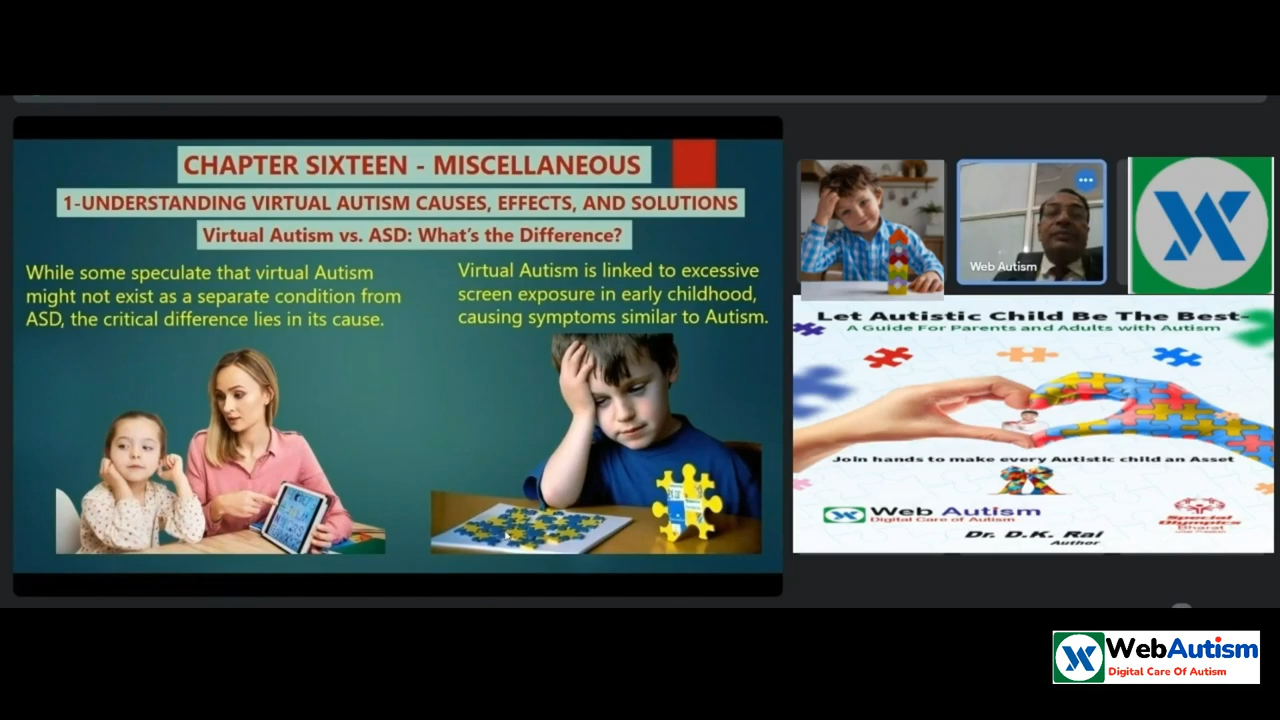 CHAPTER SIXTEEN - MISCELLANEOUS
1-UNDERSTANDING VIRTUAL AUTISM CAUSES, EFFECTS, AND SOLUTIONS
Virtual Autism vs. ASD: What's the Difference?
While some speculate that virtual Autism
might not exist as a separate condition from
ASD, the critical difference lies in its cause.
Virtual Autism is linked to excessive
screen exposure in early childhood,
causing symptoms similar to Autism.
Web Autism
Let Autistic Child Be The Best-
A Guide For Parents and Adults with Autism
Join hands to make every Autistic child an Asset
Web Autism
Digital Care of Autism
Special
Olympics
Bharat
Dr. D.K. Rai
Author
WebAutism
Digital Care Of Autism